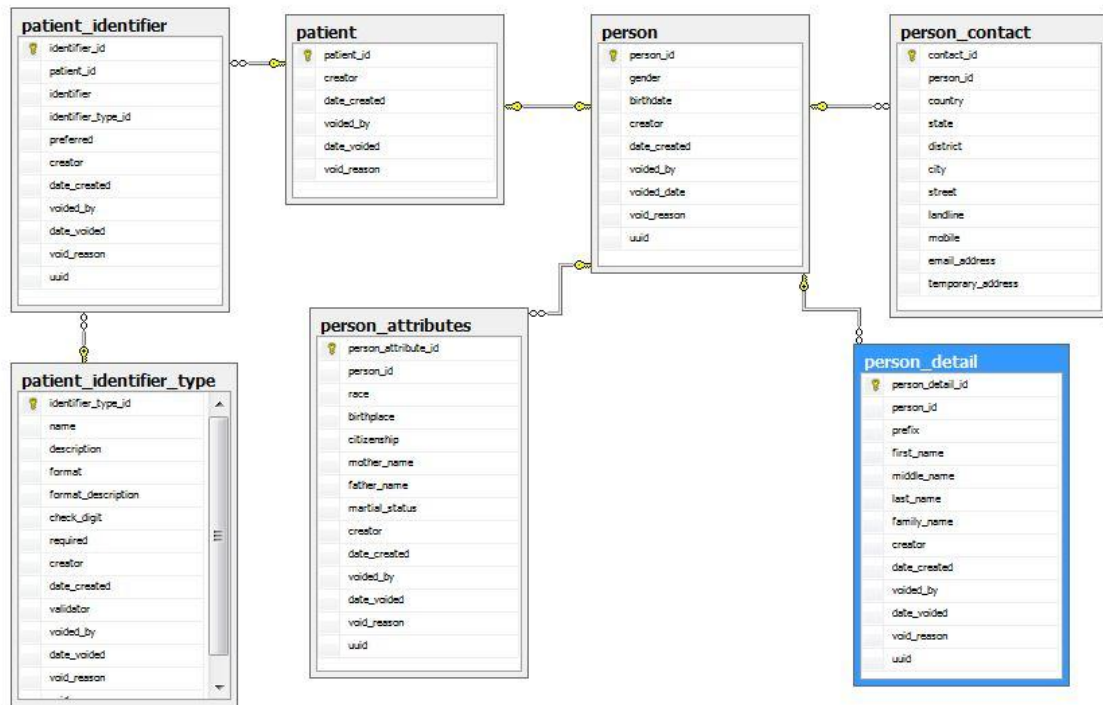 patient_identifier
identifier_id
patient_id
identifier
identifier_type_id
preferred
creator
date_created
voided_by
date_voided
void_reason
uuid
patient
patient_id
creator
date_created
voided_by
date_voided
void_reason
person
person_id
gender
birthdate
creator
date_created
voided_by
voided_date
void_reason
uuid
person_contact
contact_id
person_id
country
state
district
city
street
landline
mobile
email_address
temporary_address
patient_identifier_type
identifier_type_id
name
description
format
format_description
check_digit
required
creator
date_created
validator
voided_by
date_voided
void_reason
person_attributes
person_attribute_id
person_id
race
birthplace
citizenship
mother_name
father_name
martial_status
creator
date_created
voided_by
date_voided
void_reason
uuid
person_detail
person_detail_id
person_id
prefix
first_name
middle_name
last_name
family_name
creator
date_created
voided_by
date_voided
void_reason
uuid